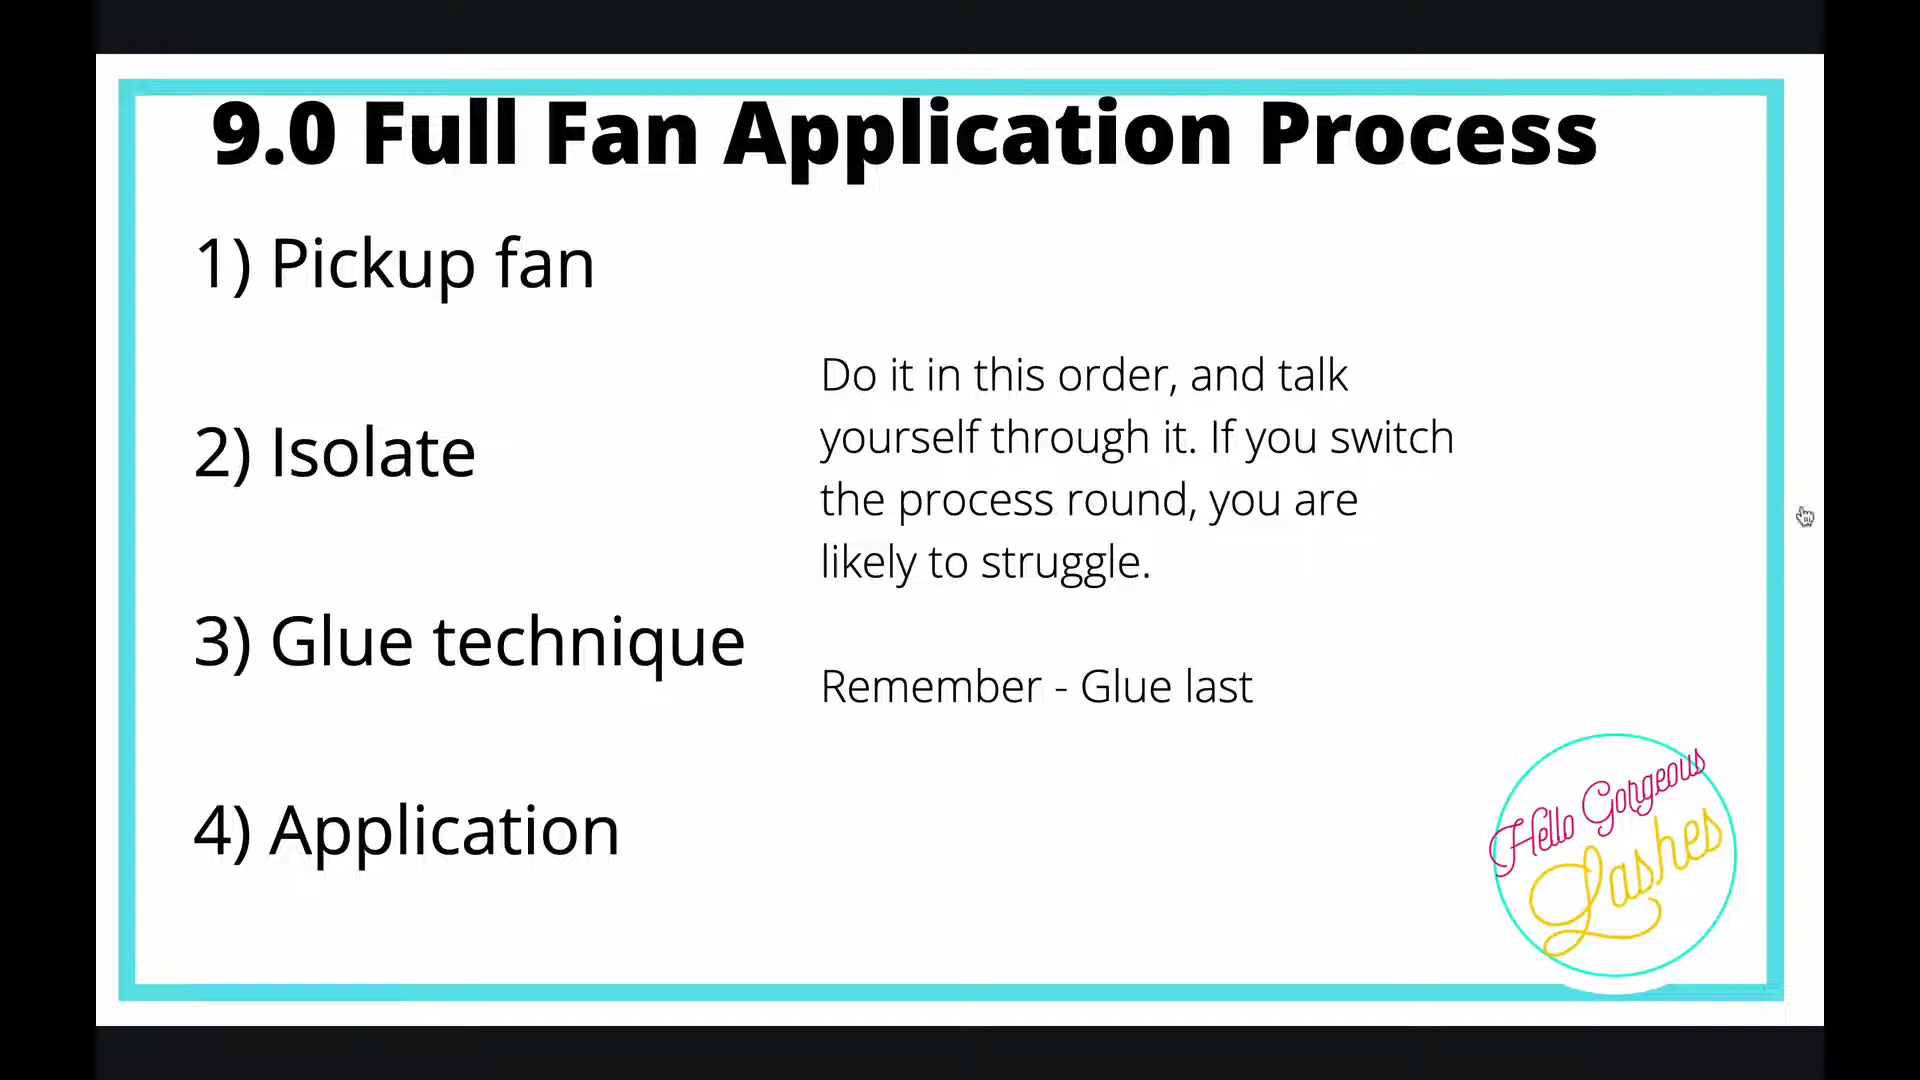 9.0 Full Fan Application Process
1) Pickup fan
2) Isolate
3) Glue technique
4) Application
Do it in this order, and talk
yourself through it. If you switch
the process round, you are
likely to struggle.
Remember - Glue last
Hello Gorgeous
Lashes